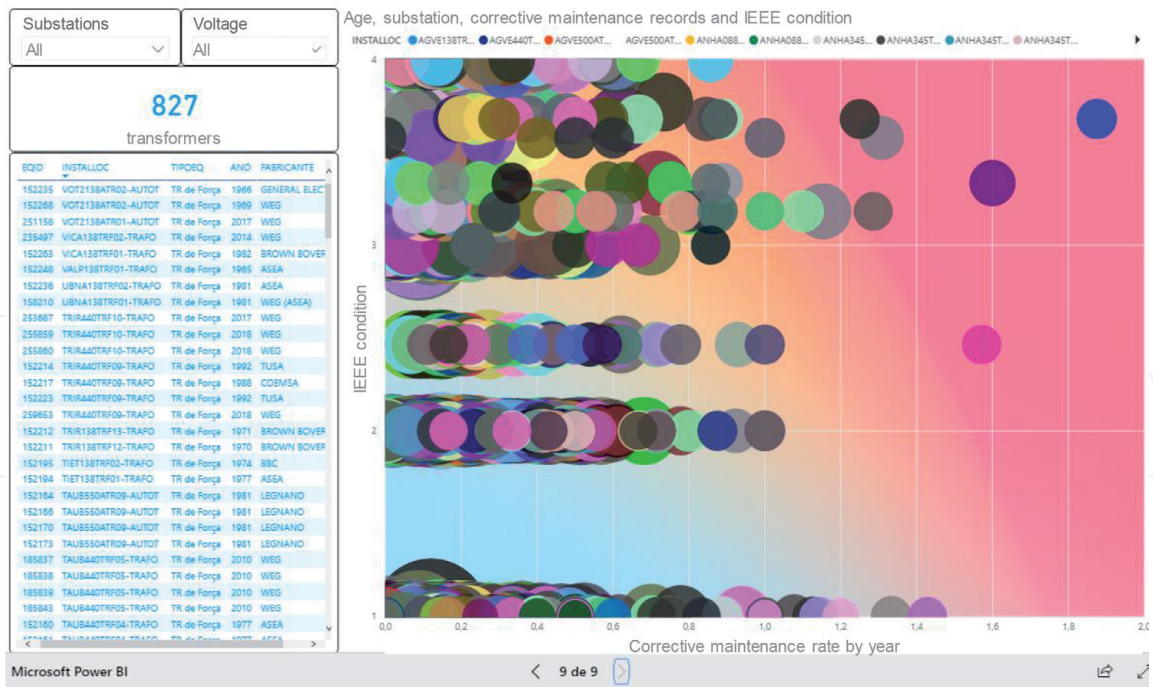 Substations
All
Voltage
All
827
transformers
EQID INSTALLOC TIPOEQ ANO FABRICANTE
152235 VOT2138ATR02-AUTOT TR de Força 1966 GENERAL ELEC
152268 VOT2138ATR02-AUTOT TR de Força 1969 WEG
251158 VOT2138ATR01-AUTOT TR de Força 2017 WEG
235497 VICA138TRF02-TRAFO TR de Força 2014 WEG
152263 VICA138TRF01-TRAFO TR de Força 1982 BROWN BOVER
152248 VALP138TRF01-TRAFO TR de Força 1965 ASEA
152236 UBNA138TRF02-TRAFO TR de Força 1981 ASEA
158210 UBNA138TRF01-TRAFO TR de Força 1981 WEG (ASEA)
253687 TRIR440TRF10-TRAFO TR de Força 2017 WEG
255859 TRIR440TRF10-TRAFO TR de Força 2018 WEG
255860 TRIR440TRF10-TRAFO TR de Força 2018 WEG
152214 TRIR440TRF09-TRAFO TR de Força 1992 TUSA
152217 TRIR440TRF09-TRAFO TR de Força 1988 COEMSA
152223 TRIR440TRF09-TRAFO TR de Força 1992 TUSA
259653 TRIR440TRF09-TRAFO TR de Força 2018 WEG
152212 TRIR138TRF13-TRAFO TR de Força 1971 BROWN BOVER
152211 TRIR138TRF12-TRAFO TR de Força 1970 BROWN BOVER
152195 TIET138TRF02-TRAFO TR de Força 1974 BBC
152194 TIET138TRF01-TRAFO TR de Força 1977 ASEA
152164 TAUB550ATR09-AUTOT TR de Força 1981 LEGNANO
152166 TAUB550ATR09-AUTOT TR de Força 1981 LEGNANO
152170 TAUB550ATR09-AUTOT TR de Força 1981 LEGNANO
152173 TAUB550ATR09-AUTOT TR de Força 1981 LEGNANO
185837 TAUB440TRF05-TRAFO TR de Força 2010 WEG
185838 TAUB440TRF05-TRAFO TR de Força 2010 WEG
185839 TAUB440TRF05-TRAFO TR de Força 2010 WEG
185843 TAUB440TRF05-TRAFO TR de Força 2010 WEG
152160 TAUB440TRF04-TRAFO TR de Força 1977 ASEA
Age, substation, corrective maintenance records and IEEE condition
INSTALLOC AGVE138TR... AGVE440T... AGVE500AT... AGVE500AT... ANHA088... ANHA088... ANHA345T... ANHA345T... ANHA345T... ANHA345T...
IEEE condition
4
3
2
1
0,0 0,2 0,4 0,6 0,8 1,0 1,2 1,4 1,6 1,8 2,0
Corrective maintenance rate by year
Microsoft Power BI
9 de 9